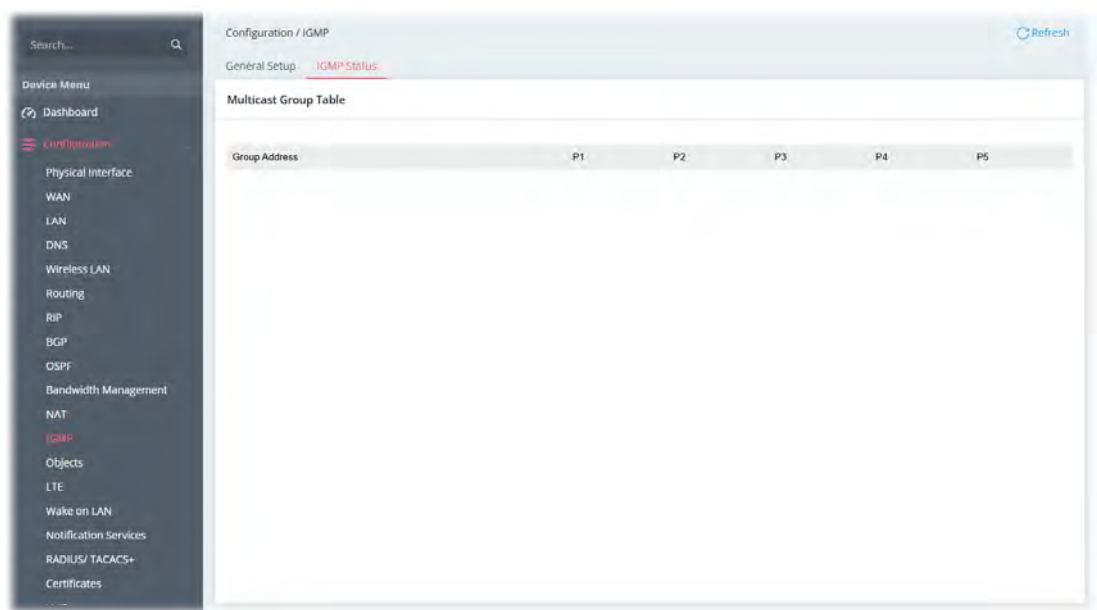 Search...
Device Menu
Dashboard
Configuration
Physical Interface
WAN
LAN
DNS
Wireless LAN
Routing
RIP
BGP
OSPF
Bandwidth Management
NAT
IGMP
Objects
LTE
Wake on LAN
Notification Services
RADIUS/ TACACS+
Certificates
Configuration / IGMP
Refresh
General Setup IGMP Status
Multicast Group Table
Group Address P1 P2 P3 P4 P5